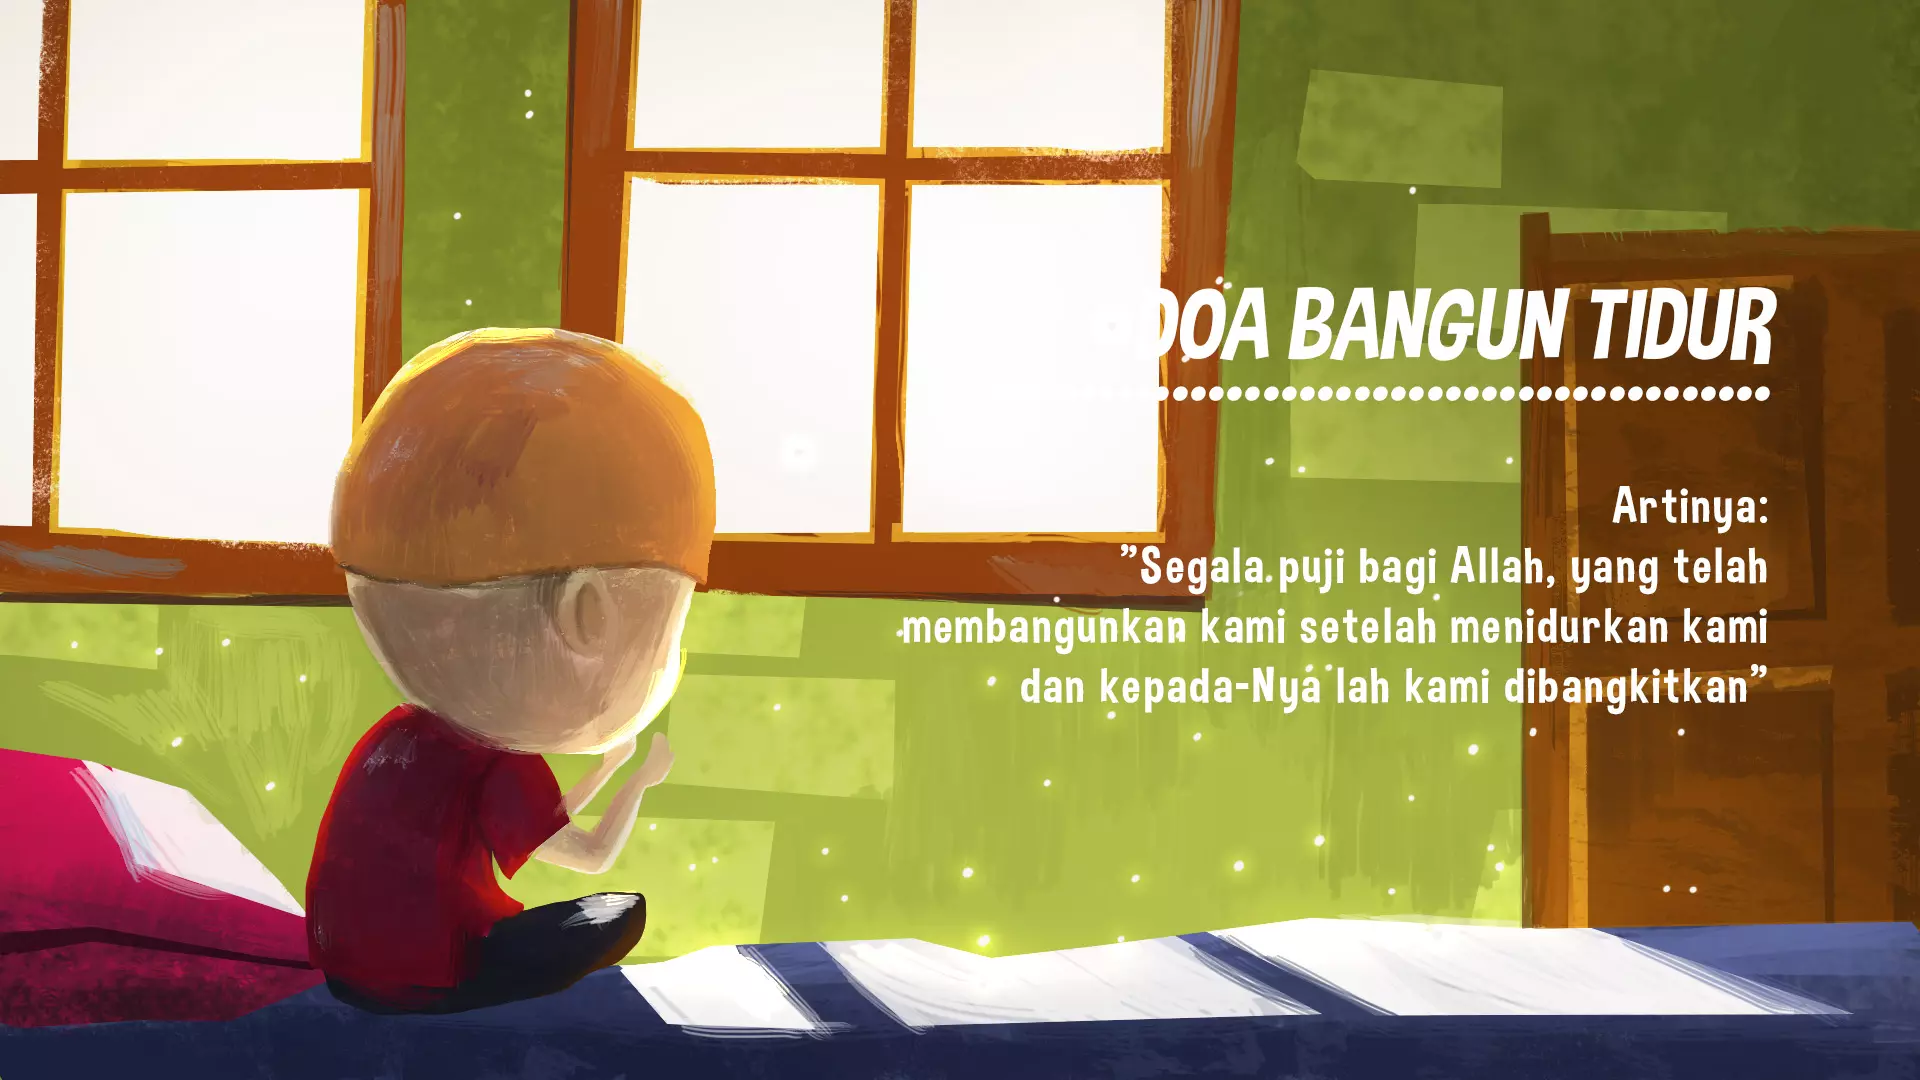 DOA BANGUN TIDUR
Artinya:
"Segala puji bagi Allah, yang telah
membangunkan kami setelah menidurkan kami
dan kepada-Nya lah kami dibangkitkan"